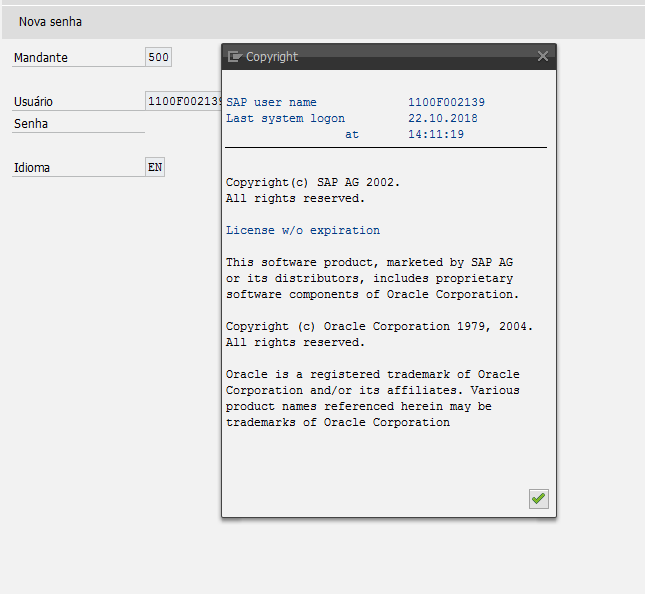 Nova senha
Mandante 500
Usuário 1100F002139
Senha
Idioma EN
Copyright
SAP user name 1100F002139
Last system logon 22.10.2018
at 14:11:19
Copyright(c) SAP AG 2002.
All rights reserved.
License w/o expiration
This software product, marketed by SAP AG
or its distributors, includes proprietary
software components of Oracle Corporation.
Copyright (c) Oracle Corporation 1979, 2004.
All rights reserved.
Oracle is a registered trademark of Oracle
Corporation and/or its affiliates. Various
product names referenced herein may be
trademarks of Oracle Corporation